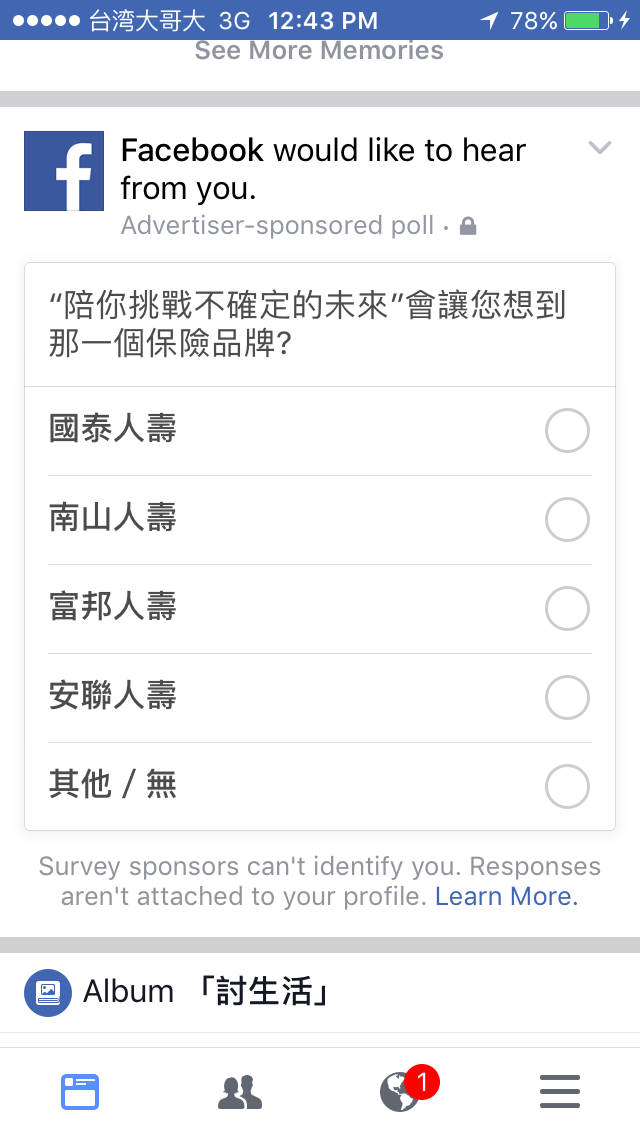 台湾大哥大 3G 12:43 PM 78%
See More Memories
Facebook would like to hear
from you.
Advertiser-sponsored poll ·
“陪你挑戰不確定的未來”會讓您想到
那一個保險品牌?
國泰人壽
南山人壽
富邦人壽
安聯人壽
其他 / 無
Survey sponsors can't identify you. Responses
aren't attached to your profile. Learn More.
Album 「討生活」
1